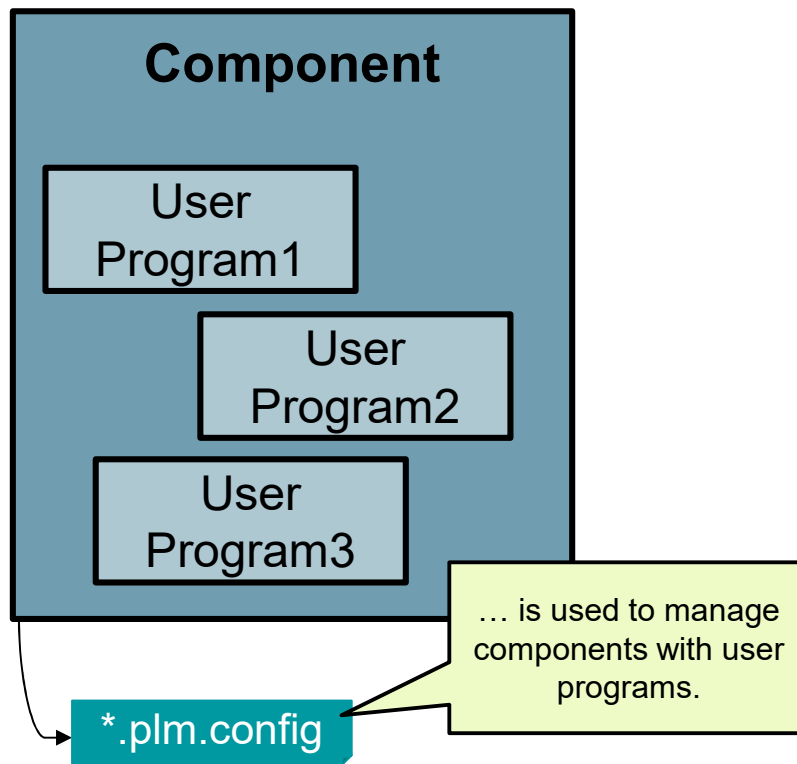 Component
User
Program1
User
Program2
User
Program3
… is used to manage
components with user
programs.
*.plm.config